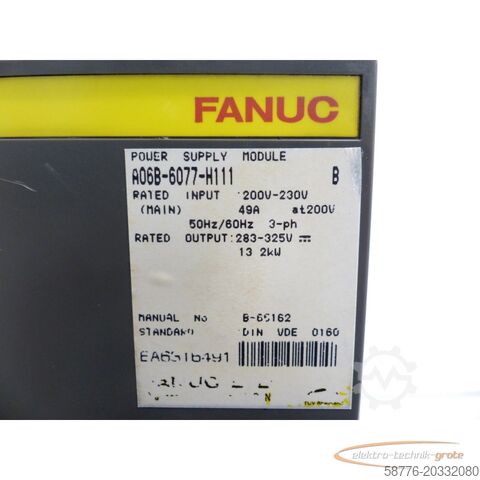 FANUC
POWER SUPPLY MODULE
A06B-6077-H111 B
RATED INPUT :200V-230V
(MAIN) 49A at200V
50Hz/60Hz 3-ph
RATED OUTPUT:283-325V
13.2kW
MANUAL No B-65162
STANDARD DIN VDE 0160
elektro-technik-grote
58776-20332080